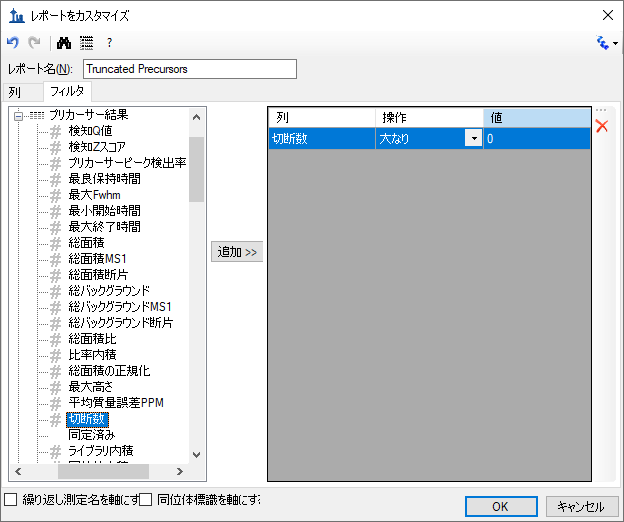 レポートをカスタマイズ
?
レポート名(N):
Truncated Precursors
列
フィルタ
プリカーサー結果
検知Q値
検知Zスコア
プリカーサーピーク検出率
最良保持時間
最大Fwhm
最小開始時間
最大終了時間
総面積
総面積MS1
総面積断片
総バックグラウンド
総バックグラウンドMS1
総バックグラウンド断片
総面積比
比率内積
総面積の正規化
最大高さ
平均質量誤差PPM
切断数
同定済み
ライブラリ内積
追加 >>
列 操作 値
切断数 大なり 0
繰り返し測定名を軸にす
同位体標識を軸にす
OK
キャンセル